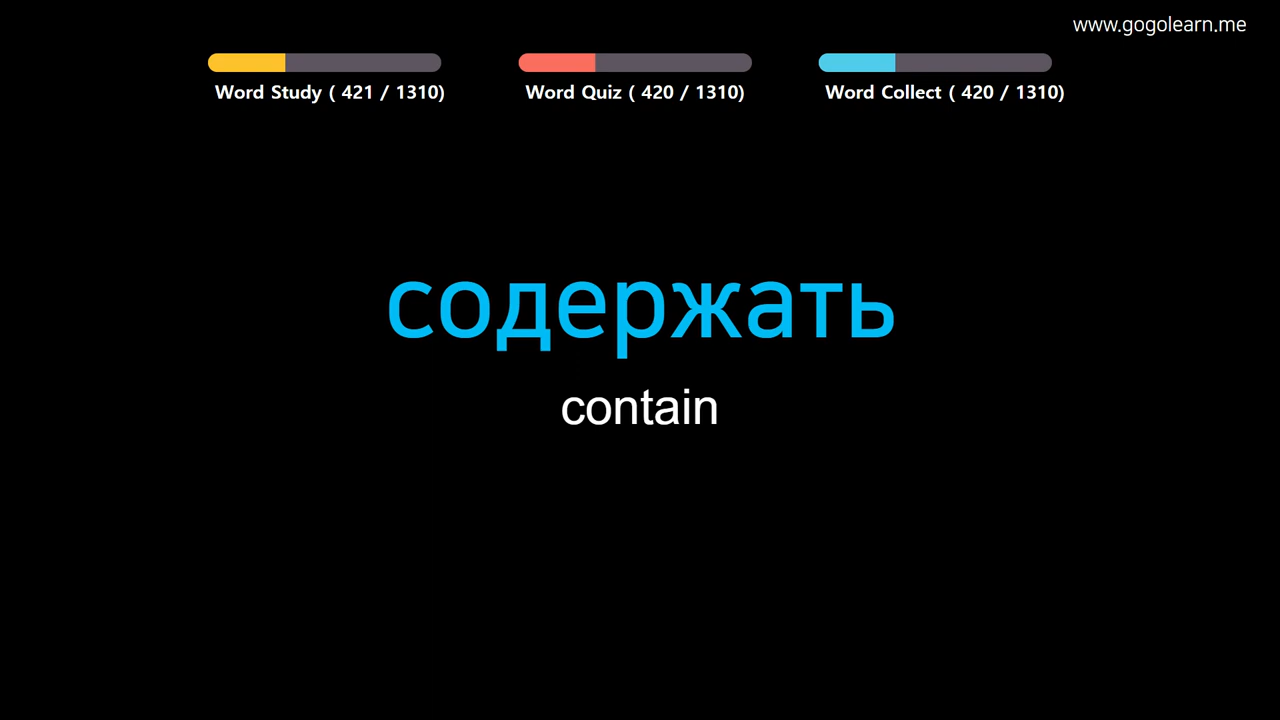 www.gogolearn.me
Word Study ( 421 / 1310)
Word Quiz ( 420 / 1310)
Word Collect ( 420 / 1310)
содержать
contain